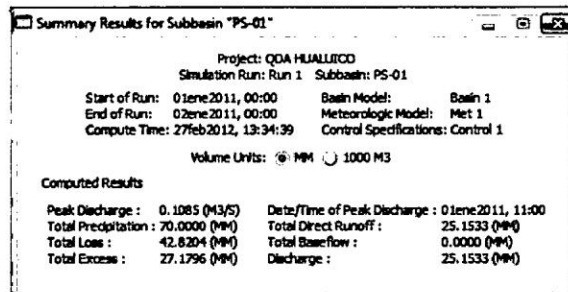 Summary Results for Subbasin "PS-01"
Project: QDA HUALUICO
Simulation Run: Run 1 Subbasin: PS-01
Start of Run: 01ene2011, 00:00 Basin Model: Basin 1
End of Run: 02ene2011, 00:00 Meteorologic Model: Met 1
Compute Time: 27feb2012, 13:34:39 Control Specifications: Control 1
Volume Units: MM 1000 M3
Computed Results
Peak Discharge : 0.1085 (M3/S) Date/Time of Peak Discharge : 01ene2011, 11:00
Total Precipitation : 70.0000 (MM) Total Direct Runoff : 25.1533 (MM)
Total Loss : 42.8204 (MM) Total Baseflow : 0.0000 (MM)
Total Excess : 27.1796 (MM) Discharge : 25.1533 (MM)